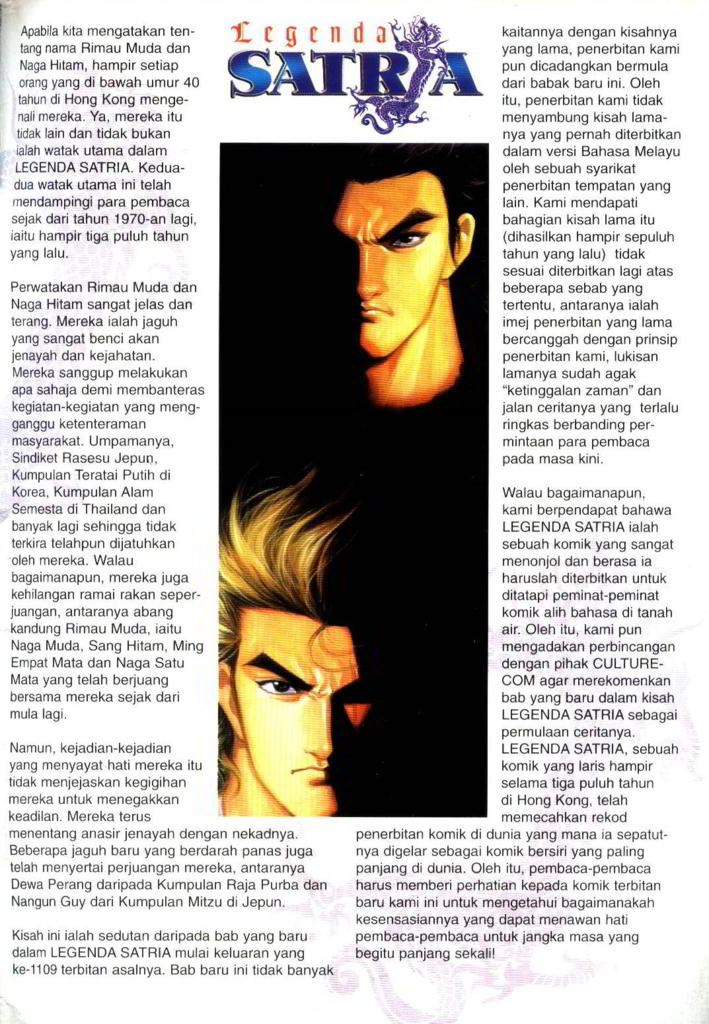 Legenda
SATRIA
Apabila kita mengatakan ten-
tang nama Rimau Muda dan
Naga Hitam, hampir setiap
orang yang di bawah umur 40
tahun di Hong Kong menge-
nali mereka. Ya, mereka itu
tidak lain dan tidak bukan
ialah watak utama dalam
LEGENDA SATRIA. Kedua-
dua watak utama ini telah
mendampingi para pembaca
sejak dari tahun 1970-an lagi,
iaitu hampir tiga puluh tahun
yang lalu.
Perwatakan Rimau Muda dan
Naga Hitam sangat jelas dan
terang. Mereka ialah jaguh
yang sangat benci akan
jenayah dan kejahatan.
Mereka sanggup melakukan
apa sahaja demi membanteras
kegiatan-kegiatan yang meng-
ganggu ketenteraman
masyarakat. Umpamanya,
Sindiket Rasesu Jepun,
Kumpulan Teratai Putih di
Korea, Kumpulan Alam
Semesta di Thailand dan
banyak lagi sehingga tidak
terkira telahpun dijatuhkan
oleh mereka. Walau
bagaimanapun, mereka juga
kehilangan ramai rakan seper-
juangan, antaranya abang
kandung Rimau Muda, iaitu
Naga Muda, Sang Hitam, Ming
Empat Mata dan Naga Satu
Mata yang telah berjuang
bersama mereka sejak dari
mula lagi.
Namun, kejadian-kejadian
yang menyayat hati mereka itu
tidak menjejaskan kegigihan
mereka untuk menegakkan
keadilan. Mereka terus
menentang anasir jenayah dengan nekadnya.
Beberapa jaguh baru yang berdarah panas juga
telah menyertai perjuangan mereka, antaranya
Dewa Perang daripada Kumpulan Raja Purba dan
Nangun Guy dari Kumpulan Mitzu di Jepun.
Kisah ini ialah sedutan daripada bab yang baru
dalam LEGENDA SATRIA mulai keluaran yang
ke-1109 terbitan asalnya. Bab baru ini tidak banyak
kaitannya dengan kisahnya
yang lama, penerbitan kami
pun dicadangkan bermula
dari babak baru ini. Oleh
itu, penerbitan kami tidak
menyambung kisah lama-
nya yang pernah diterbitkan
dalam versi Bahasa Melayu
oleh sebuah syarikat
penerbitan tempatan yang
lain. Kami mendapati
bahagian kisah lama itu
(dihasilkan hampir sepuluh
tahun yang lalu) tidak
sesuai diterbitkan lagi atas
beberapa sebab yang
tertentu, antaranya ialah
imej penerbitan yang lama
bercanggah dengan prinsip
penerbitan kami, lukisan
lamanya sudah agak
“ketinggalan zaman” dan
jalan ceritanya yang terlalu
ringkas berbanding per-
mintaan para pembaca
pada masa kini.
Walau bagaimanapun,
kami berpendapat bahawa
LEGENDA SATRIA ialah
sebuah komik yang sangat
menonjol dan berasa ia
haruslah diterbitkan untuk
ditatapi peminat-peminat
komik alih bahasa di tanah
air. Oleh itu, kami pun
mengadakan perbincangan
dengan pihak CULTURE-
COM agar merekomenkan
bab yang baru dalam kisah
LEGENDA SATRIA sebagai
permulaan ceritanya.
LEGENDA SATRIA, sebuah
komik yang laris hampir
selama tiga puluh tahun
di Hong Kong, telah
memecahkan rekod
penerbitan komik di dunia yang mana ia sepatut-
nya digelar sebagai komik bersiri yang paling
panjang di dunia. Oleh itu, pembaca-pembaca
harus memberi perhatian kepada komik terbitan
baru kami ini untuk mengetahui bagaimanakah
kesensasiannya yang dapat menawan hati
pembaca-pembaca untuk jangka masa yang
begitu panjang sekali!